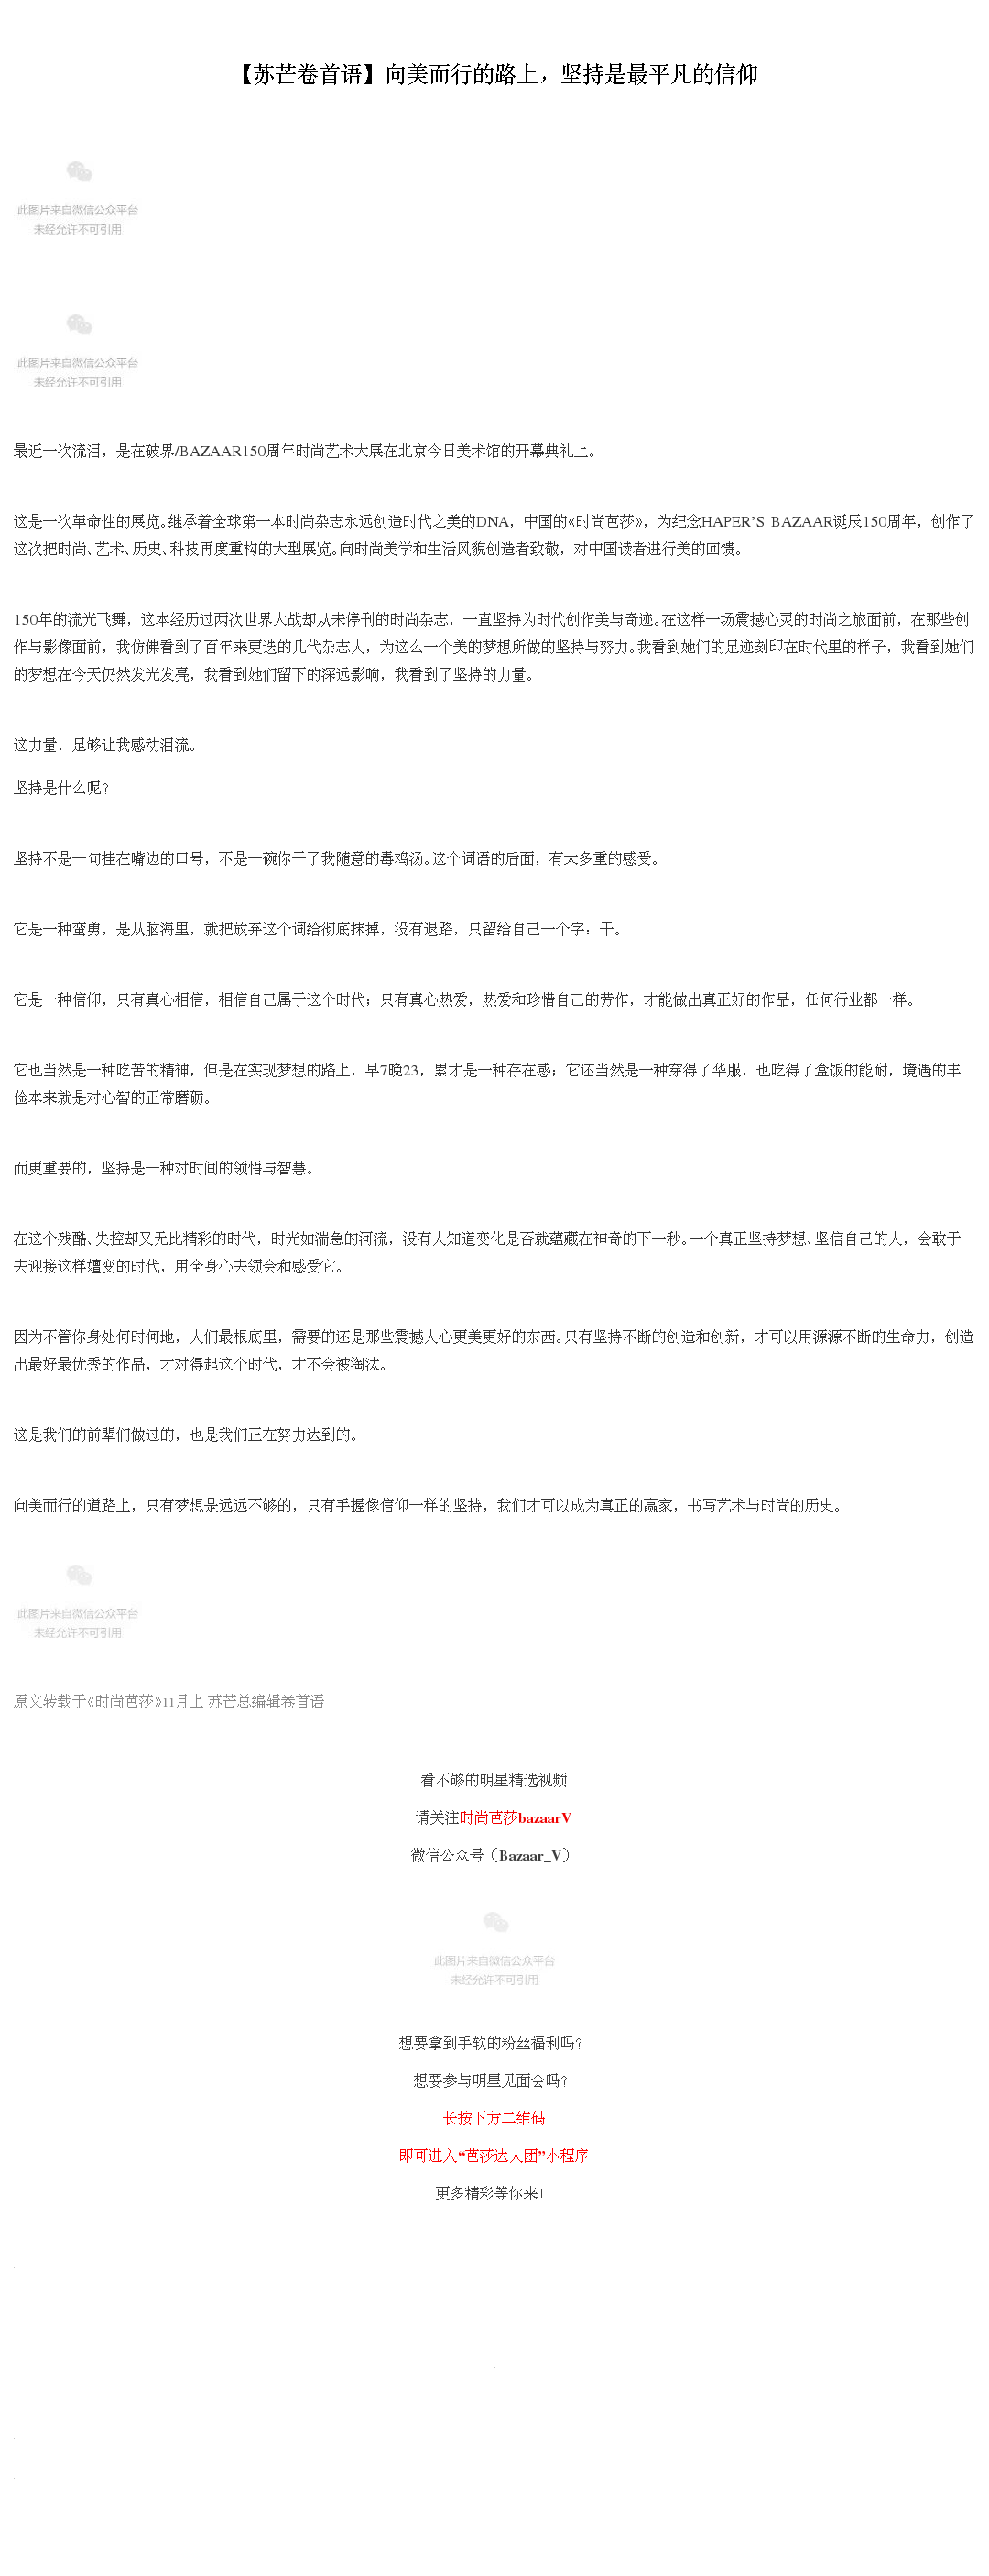 【苏芒卷首语】向美而行的路上，坚持是最平凡的信仰
此图片来自微信公众平台
未经允许不可引用
此图片来自微信公众平台
未经允许不可引用
最近一次流泪，是在破界/BAZAAR150周年时尚艺术大展在北京今日美术馆的开幕典礼上。
这是一次革命性的展览。继承着全球第一本时尚杂志永远创造时代之美的DNA，中国的《时尚芭莎》，为纪念HAPER’S BAZAAR诞辰150周年，创作了
这次把时尚、艺术、历史、科技再度重构的大型展览。向时尚美学和生活风貌创造者致敬，对中国读者进行美的回馈。
150年的流光飞舞，这本经历过两次世界大战却从未停刊的时尚杂志，一直坚持为时代创作美与奇迹。在这样一场震撼心灵的时尚之旅面前，在那些创
作与影像面前，我仿佛看到了百年来更迭的几代杂志人，为这么一个美的梦想所做的坚持与努力。我看到她们的足迹刻印在时代里的样子，我看到她们
的梦想在今天仍然发光发亮，我看到她们留下的深远影响，我看到了坚持的力量。
这力量，足够让我感动泪流。
坚持是什么呢？
坚持不是一句挂在嘴边的口号，不是一碗你干了我随意的毒鸡汤。这个词语的后面，有太多重的感受。
它是一种蛮勇，是从脑海里，就把放弃这个词给彻底抹掉，没有退路，只留给自己一个字：干。
它是一种信仰，只有真心相信，相信自己属于这个时代；只有真心热爱，热爱和珍惜自己的劳作，才能做出真正好的作品，任何行业都一样。
它也当然是一种吃苦的精神，但是在实现梦想的路上，早7晚23，累才是一种存在感；它还当然是一种穿得了华服，也吃得了盒饭的能耐，境遇的丰
俭本来就是对心智的正常磨砺。
而更重要的，坚持是一种对时间的领悟与智慧。
在这个残酷、失控却又无比精彩的时代，时光如湍急的河流，没有人知道变化是否就蕴藏在神奇的下一秒。一个真正坚持梦想、坚信自己的人，会敢于
去迎接这样嬗变的时代，用全身心去领会和感受它。
因为不管你身处何时何地，人们最根底里，需要的还是那些震撼人心更美更好的东西。只有坚持不断的创造和创新，才可以用源源不断的生命力，创造
出最好最优秀的作品，才对得起这个时代，才不会被淘汰。
这是我们的前辈们做过的，也是我们正在努力达到的。
向美而行的道路上，只有梦想是远远不够的，只有手握像信仰一样的坚持，我们才可以成为真正的赢家，书写艺术与时尚的历史。
此图片来自微信公众平台
未经允许不可引用
原文转载于《时尚芭莎》11月上 苏芒总编辑卷首语
看不够的明星精选视频
请关注时尚芭莎bazaarV
微信公众号（Bazaar_V）
此图片来自微信公众平台
未经允许不可引用
想要拿到手软的粉丝福利吗？
想要参与明星见面会吗？
长按下方二维码
即可进入“芭莎达人团”小程序
更多精彩等你来！